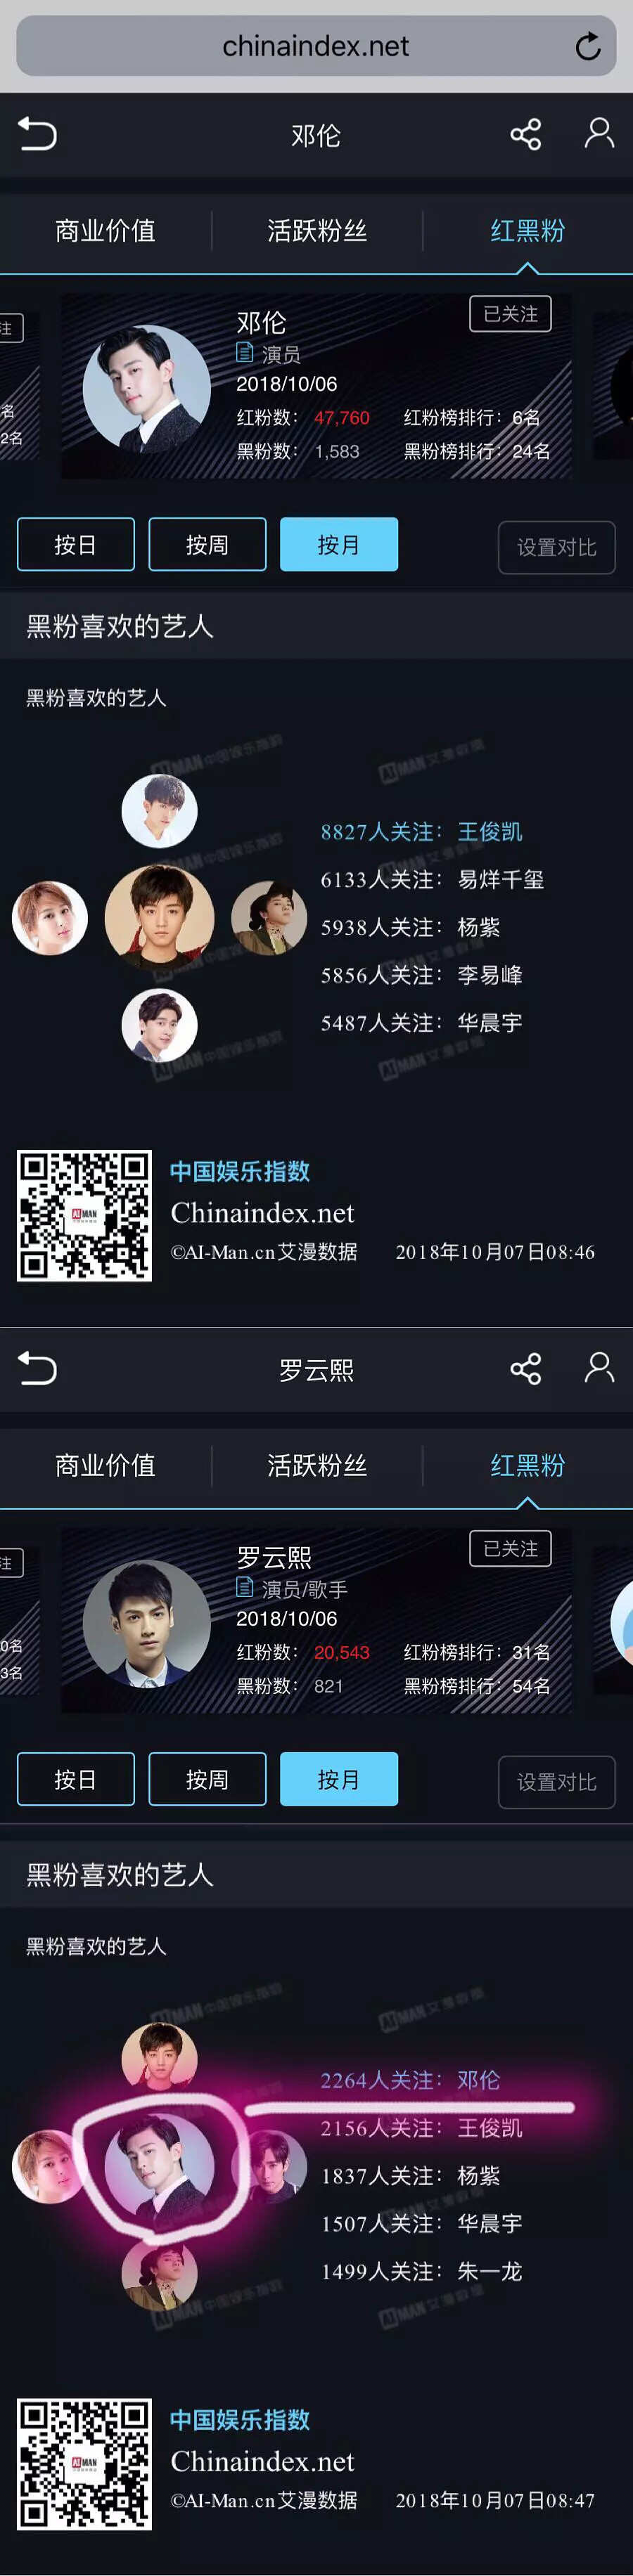 chinaindex.net
邓伦
商业价值
活跃粉丝
红黑粉
注
名
2名
邓伦
已关注
演员
2018/10/06
红粉数: 47,760 红粉榜排行: 6名
黑粉数: 1,583 黑粉榜排行: 24名
按日
按周
按月
设置对比
黑粉喜欢的艺人
黑粉喜欢的艺人
8827人关注: 王俊凯
6133人关注: 易烊千玺
5938人关注: 杨紫
5856人关注: 李易峰
5487人关注: 华晨宇
AI MAN
中国娱乐指数
Chinaindex.net
©AI-Man.cn艾漫数据 2018年10月07日08:46
罗云熙
商业价值
活跃粉丝
红黑粉
注
0名
3名
罗云熙
已关注
演员/歌手
2018/10/06
红粉数: 20,543 红粉榜排行: 31名
黑粉数: 821 黑粉榜排行: 54名
按日
按周
按月
设置对比
黑粉喜欢的艺人
黑粉喜欢的艺人
2264人关注: 邓伦
2156人关注: 王俊凯
1837人关注: 杨紫
1507人关注: 华晨宇
1499人关注: 朱一龙
AI MAN
中国娱乐指数
Chinaindex.net
©AI-Man.cn艾漫数据 2018年10月07日08:47